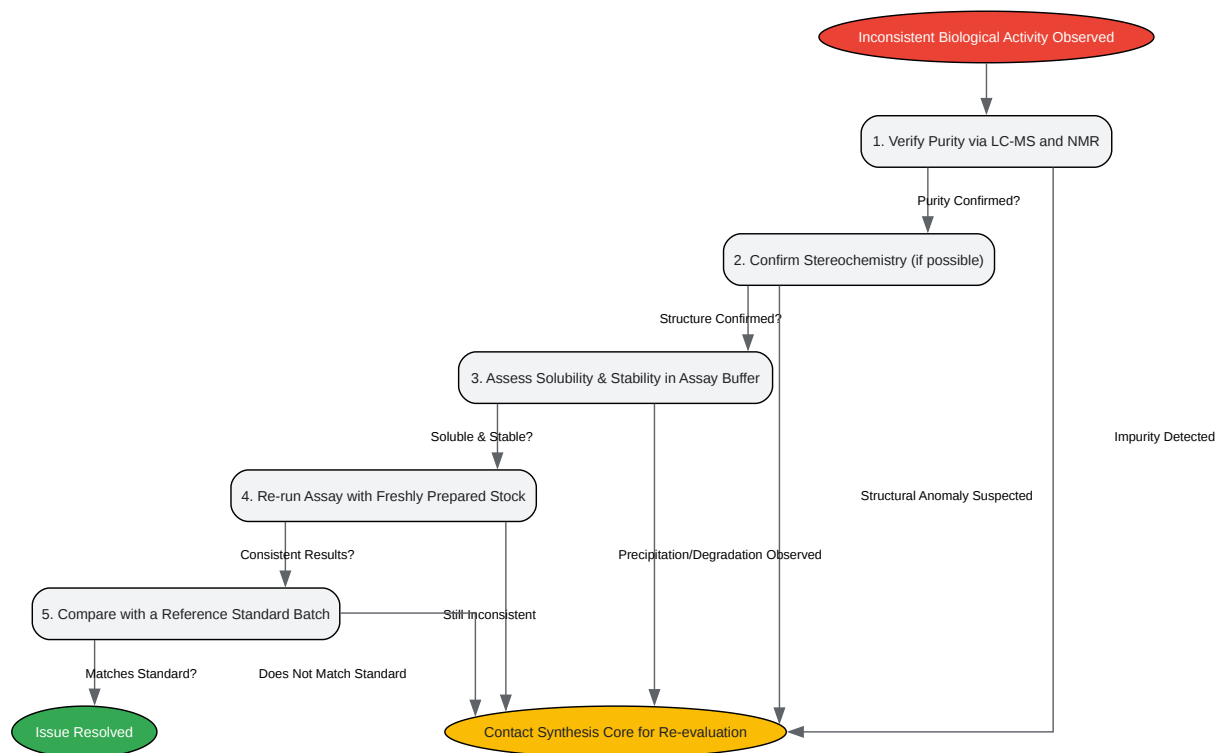 Inconsistent Biological Activity Observed
1. Verify Purity via LC-MS and NMR
Purity Confirmed?
2. Confirm Stereochemistry (if possible)
Structure Confirmed?
3. Assess Solubility & Stability in Assay Buffer
Soluble & Stable?
Impurity Detected
4. Re-run Assay with Freshly Prepared Stock
Structural Anomaly Suspected
Consistent Results?
Precipitation/Degradation Observed
5. Compare with a Reference Standard Batch
Still Inconsistent
Matches Standard?
Does Not Match Standard
Issue Resolved
Contact Synthesis Core for Re-evaluation